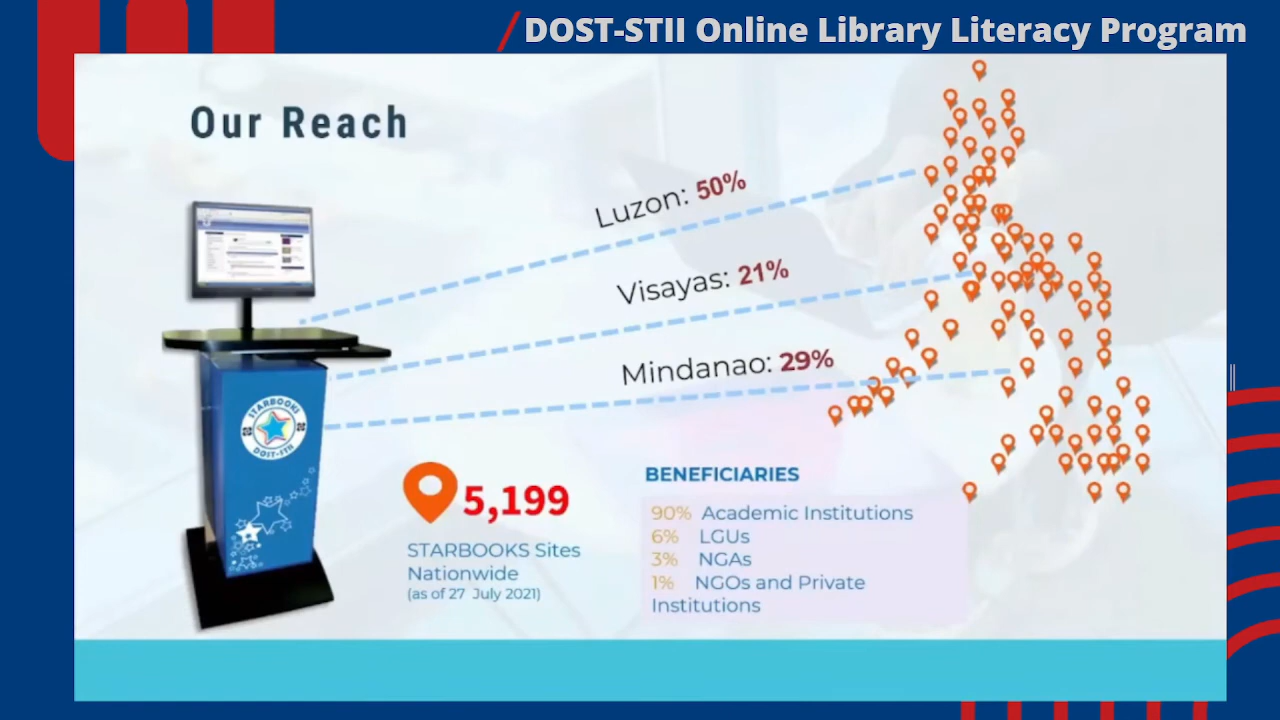 /DOST-STII Online Library Literacy Program
Our Reach
Luzon: 50%
Visayas: 21%
Mindanao: 29%
STARBOOKS
DOST-STII
5,199
STARBOOKS Sites
Nationwide
(as of 27 July 2021)
BENEFICIARIES
90% Academic Institutions
6% LGUs
3% NGAs
1% NGOs and Private
Institutions